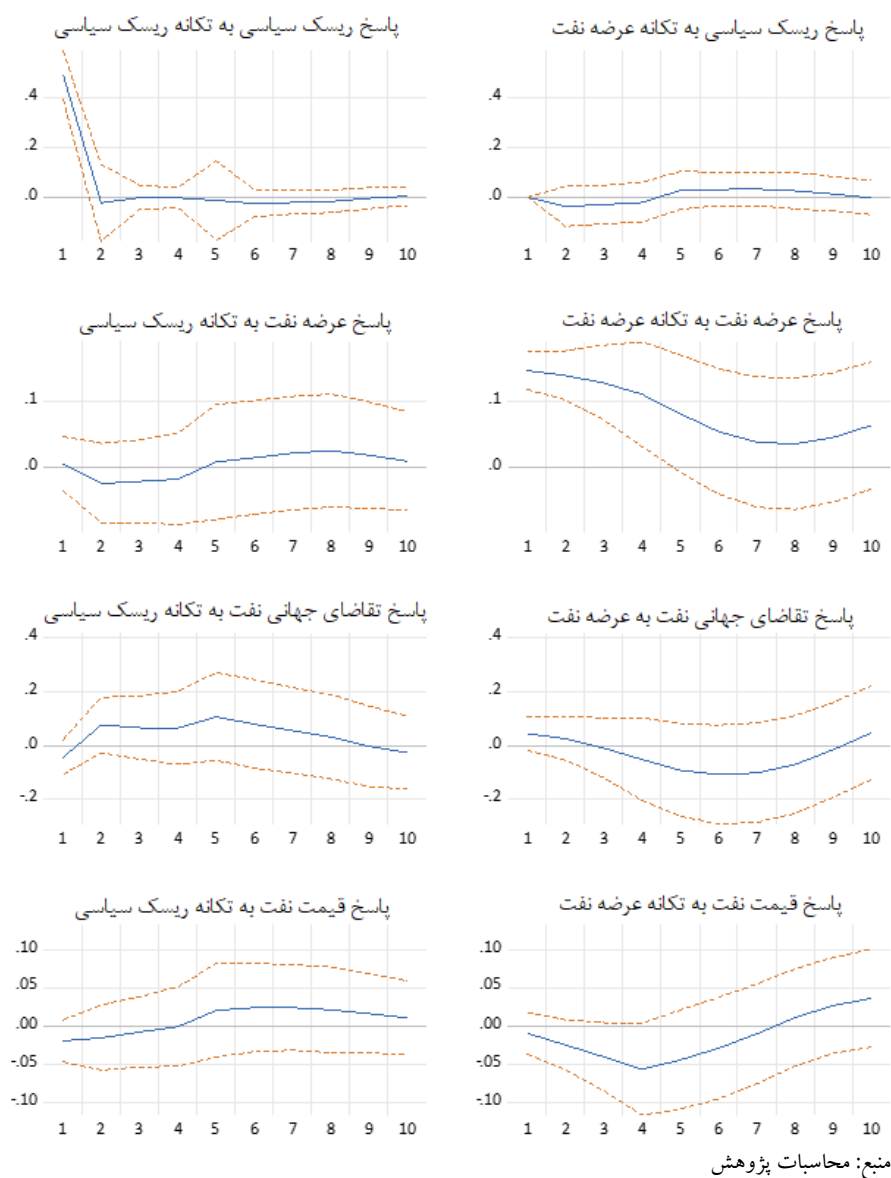 پاسخ ریسک سیاسی به تکانه عرضه نفت
.4
.2
.0
1 2 3 4 5 6 7 8 9 10
پاسخ ریسک سیاسی به تکانه ریسک سیاسی
.4
.2
.0
1 2 3 4 5 6 7 8 9 10
پاسخ عرضه نفت به تکانه عرضه نفت
.1
.0
1 2 3 4 5 6 7 8 9 10
پاسخ عرضه نفت به تکانه ریسک سیاسی
.1
.0
1 2 3 4 5 6 7 8 9 10
پاسخ تقاضای جهانی نفت به عرضه نفت
.4
.2
.0
-.2
1 2 3 4 5 6 7 8 9 10
پاسخ تقاضای جهانی نفت به تکانه ریسک سیاسی
.4
.2
.0
-.2
1 2 3 4 5 6 7 8 9 10
پاسخ قیمت نفت به تکانه عرضه نفت
.10
.05
.00
-.05
-.10
1 2 3 4 5 6 7 8 9 10
پاسخ قیمت نفت به تکانه ریسک سیاسی
.10
.05
.00
-.05
-.10
1 2 3 4 5 6 7 8 9 10
منبع: محاسبات پژوهش